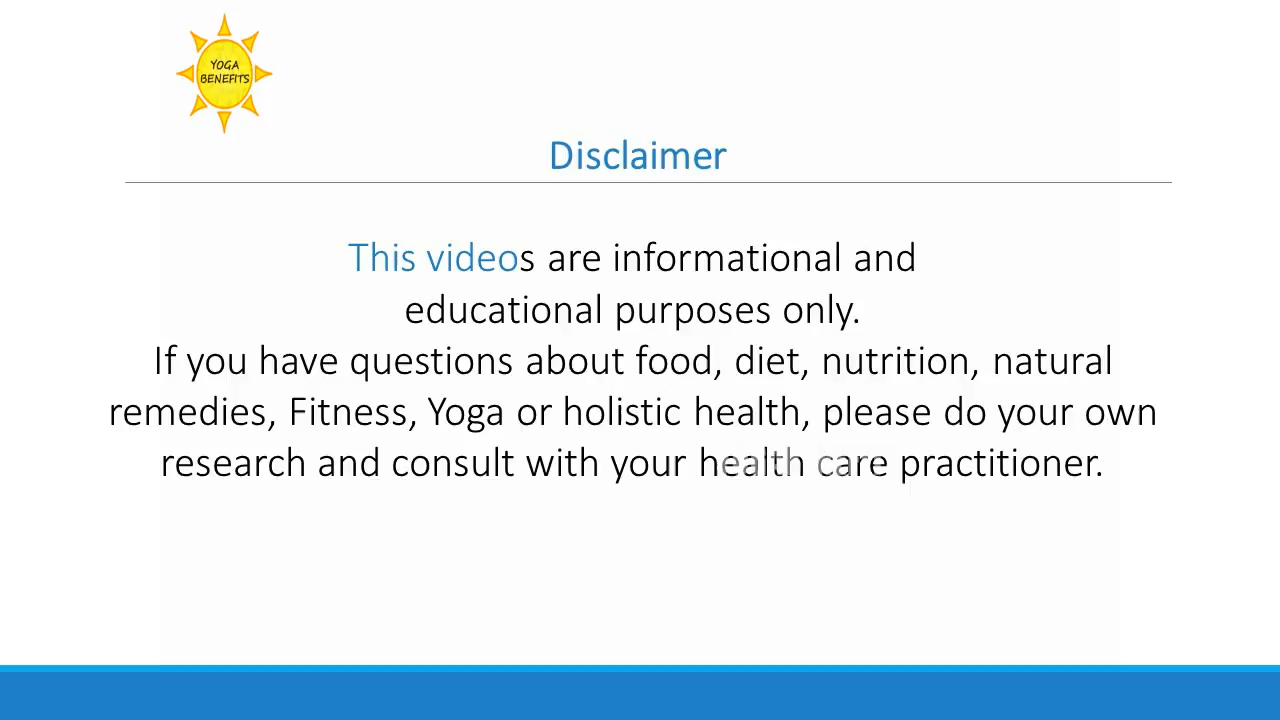 YOGA
BENEFITS
Disclaimer
This videos are informational and
educational purposes only.
If you have questions about food, diet, nutrition, natural
remedies, Fitness, Yoga or holistic health, please do your own
research and consult with your health care practitioner.